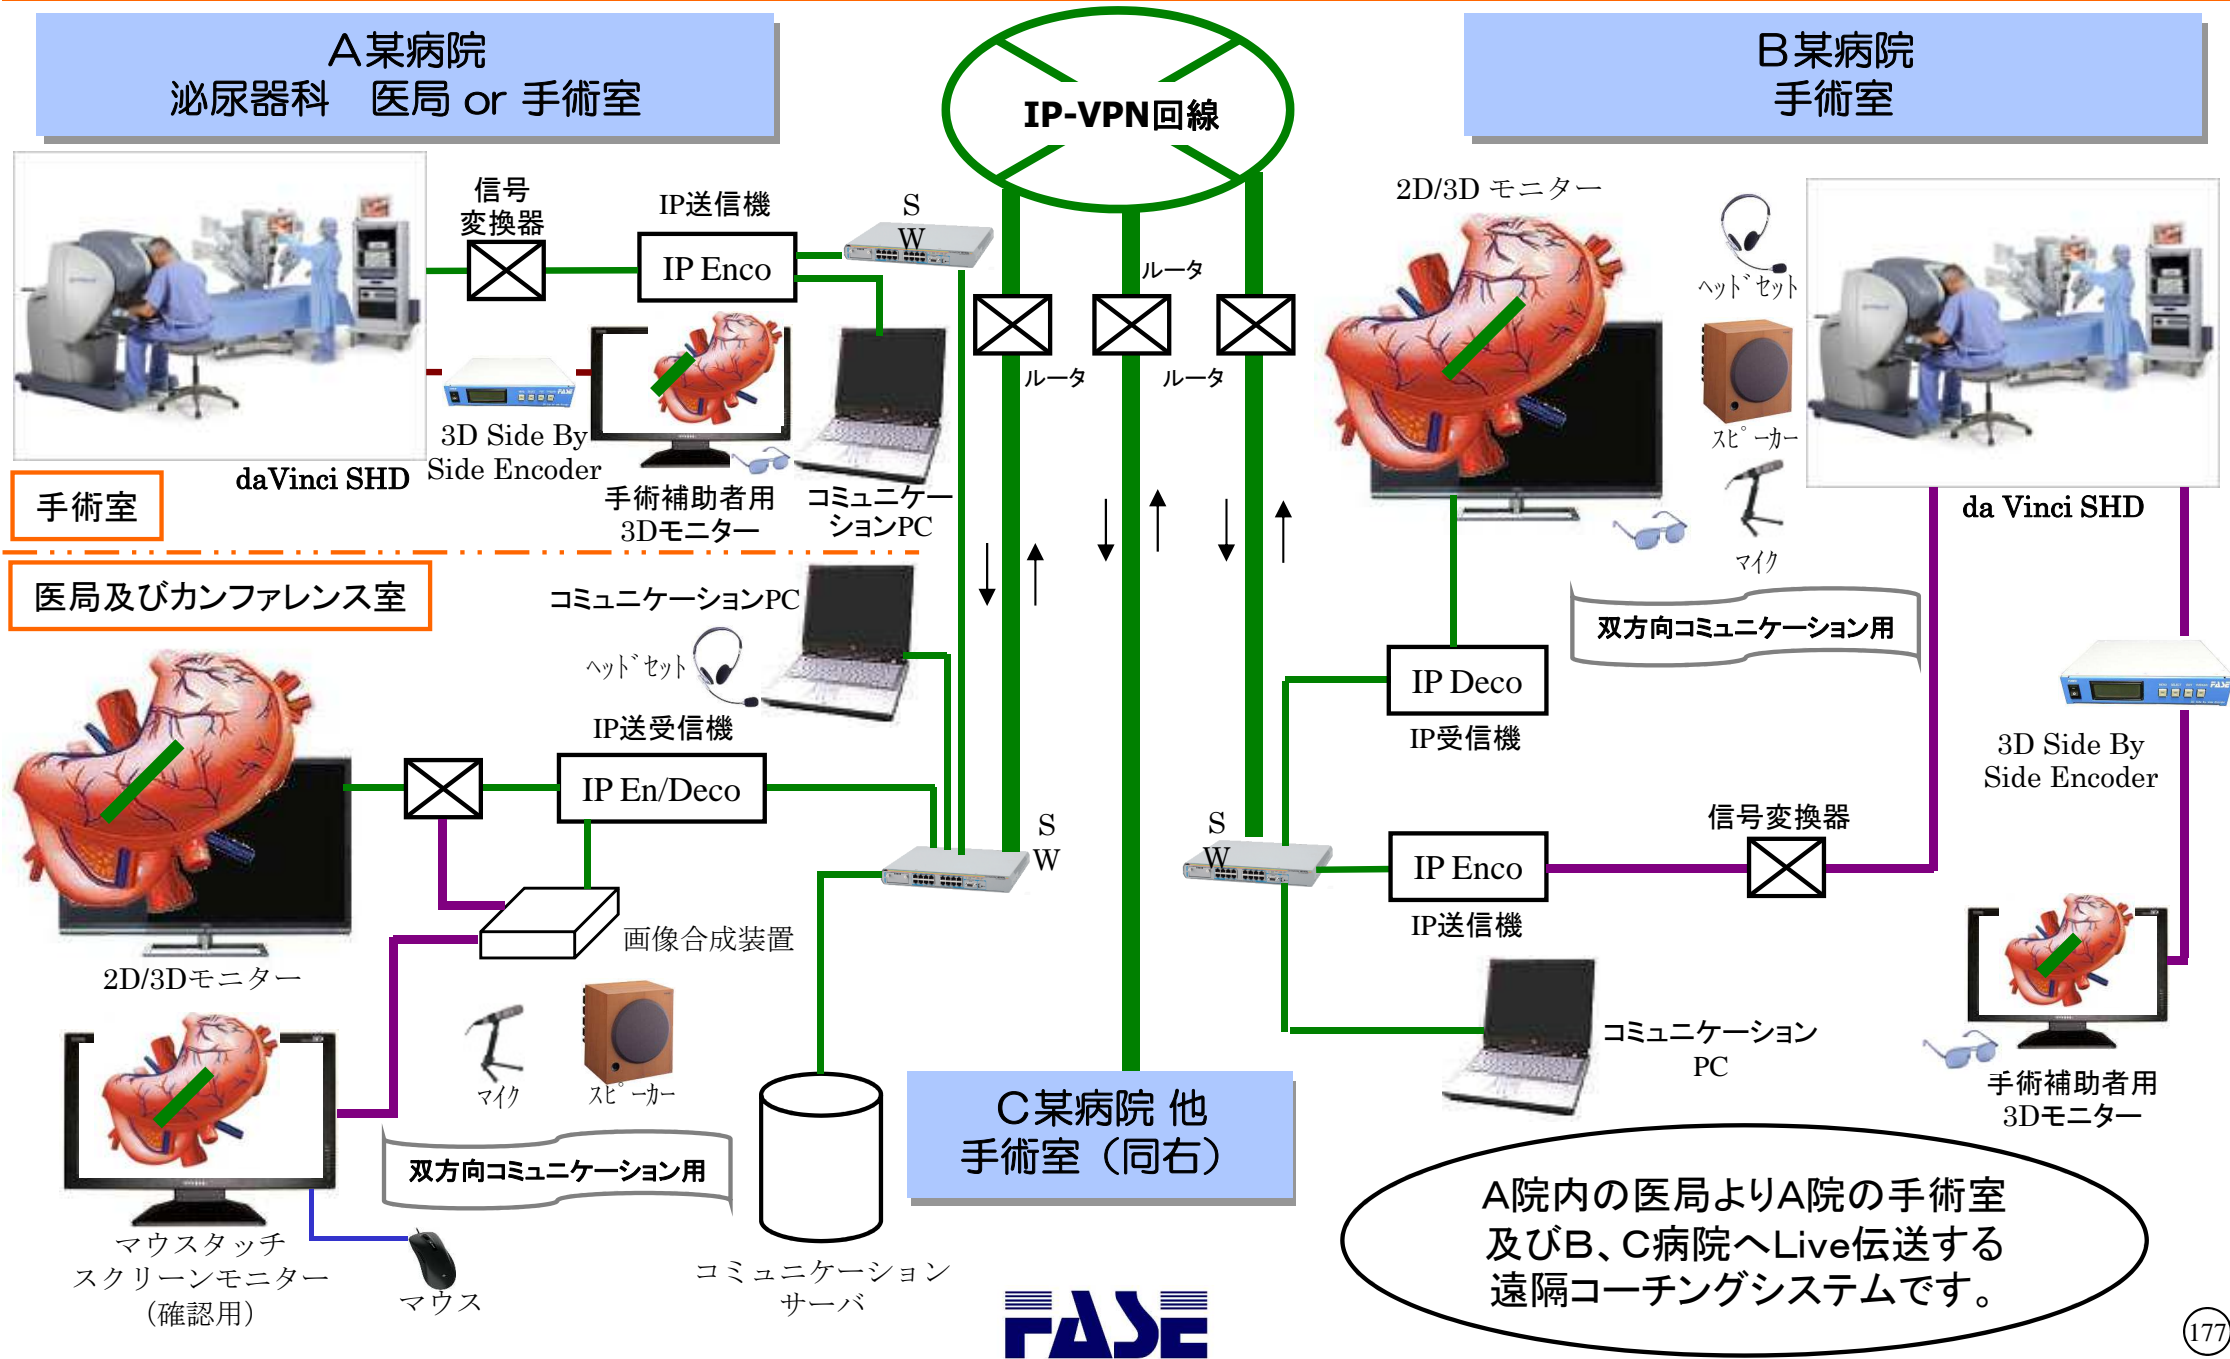 A某病院
泌尿器科　医局 or 手術室
IP-VPN回線
B某病院
手術室
信号
変換器
IP送信機
IP Enco
S
W
ルータ
ルータ
ルータ
2D/3D モニター
ヘッドセット
スピーカー
マイク
daVinci SHD
3D Side By
Side Encoder
手術補助者用
3Dモニター
コミュニケー
ションPC
da Vinci SHD
手術室
医局及びカンファレンス室
コミュニケーションPC
ヘッドセット
IP送受信機
IP En/Deco
双方向コミュニケーション用
IP Deco
IP受信機
3D Side By
Side Encoder
S
W
S
W
信号変換器
IP Enco
IP送信機
画像合成装置
2D/3Dモニター
マイク
スピーカー
コミュニケーション
PC
手術補助者用
3Dモニター
双方向コミュニケーション用
C某病院 他
手術室（同右）
マウスタッチ
スクリーンモニター
（確認用）
マウス
コミュニケーション
サーバ
FASE
A院内の医局よりA院の手術室
及びB、C病院へLive伝送する
遠隔コーチングシステムです。
177